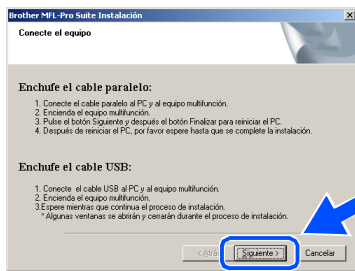 Brother MFL-Pro Suite Instalación
Conecte el equipo
Enchufe el cable paralelo:
1. Conecte el cable paralelo al PC y al equipo multifunción.
2. Encienda el equipo multifunción.
3. Pulse el botón Siguiente y después el botón Finalizar para reiniciar el PC.
4. Después de reiniciar el PC, por favor espere hasta que se complete la instalación.
Enchufe el cable USB:
1. Conecte el cable USB al PC y al equipo multifunción.
2. Encienda el equipo multifunción.
3.Espere mientras que continua el proceso de instalación.
* Algunas ventanas se abrirán y cerrarán durante el proceso de instalación.
< Atrás Siguiente > Cancelar